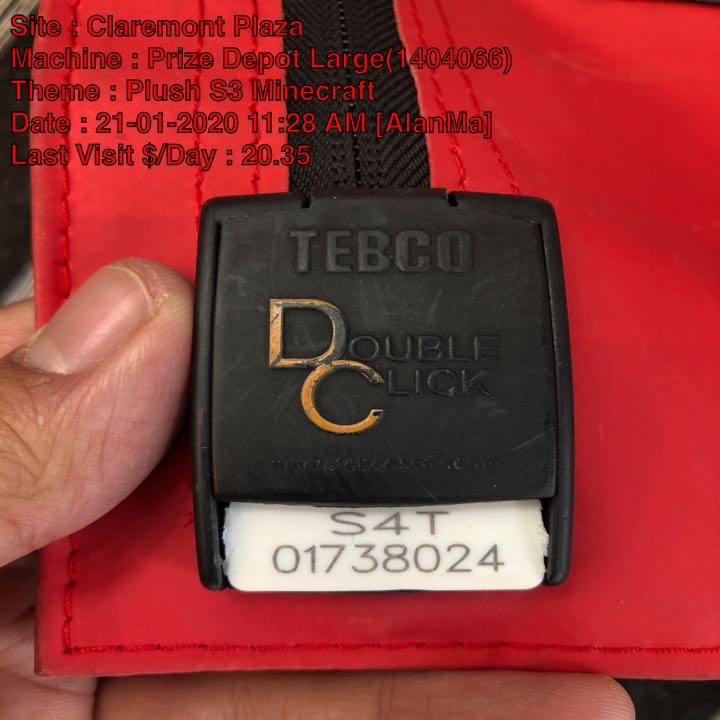 Site : Claremont Plaza
Machine : Prize Depot Large(1404066)
Theme : Plush S3 Minecraft
Date : 21-01-2020 11:28 AM [AlanMa]
Last Visit $/Day : 20.35
TEBCO
DOUBLE
CLICK
S4T
01738024